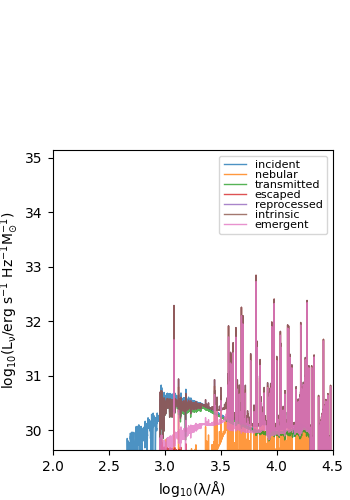 35
34
33
32
31
30
log₁₀(Lν/erg s⁻¹ Hz⁻¹M⊙⁻¹)
incident
nebular
transmitted
escaped
reprocessed
intrinsic
emergent
2.0 2.5 3.0 3.5 4.0 4.5
log₁₀(λ/Å)